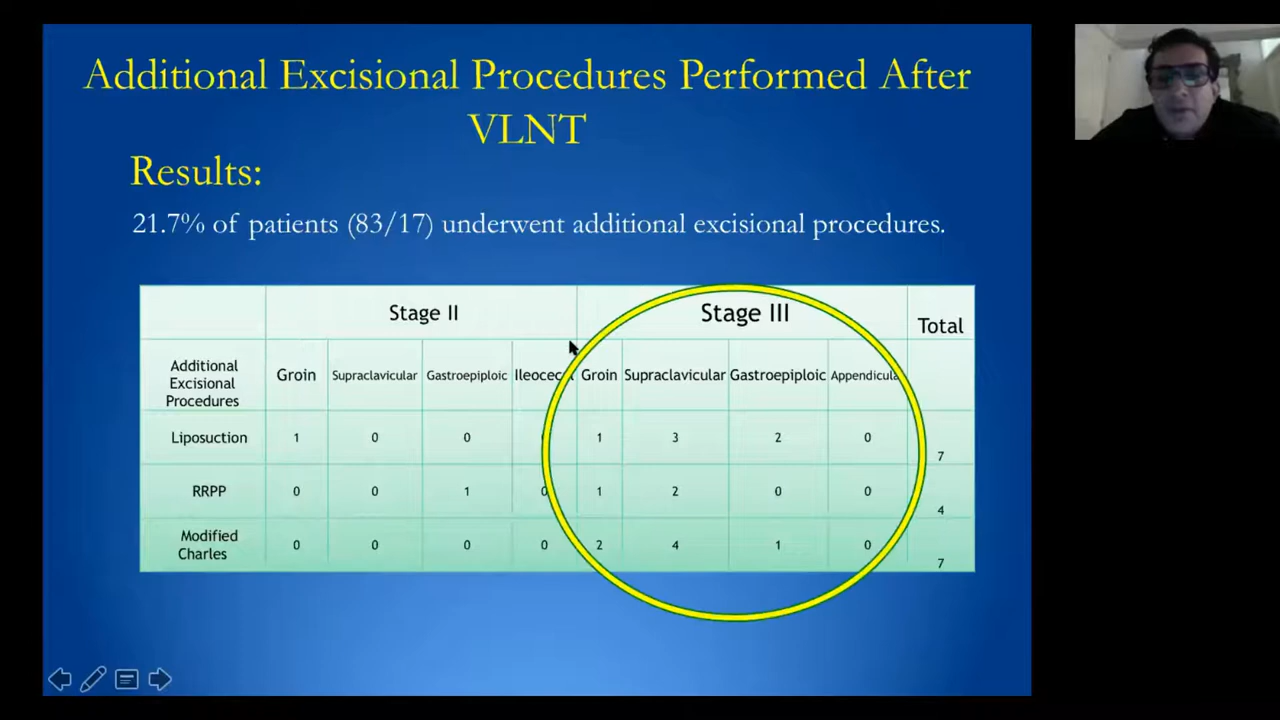 Additional Excisional Procedures Performed After
VLNT
Results:
21.7% of patients (83/17) underwent additional excisional procedures.
Stage II Stage III Total
Additional
Excisional
Procedures
Groin Supraclavicular Gastroepiploic Groin Supraclavicular Gastroepiploic Appendicular
Liposuction 1 0 0 1 3 2 0 7
RRPP 0 0 1 0 1 2 0 0 4
Modified
Charles
0 0 0 0 2 4 1 0 7